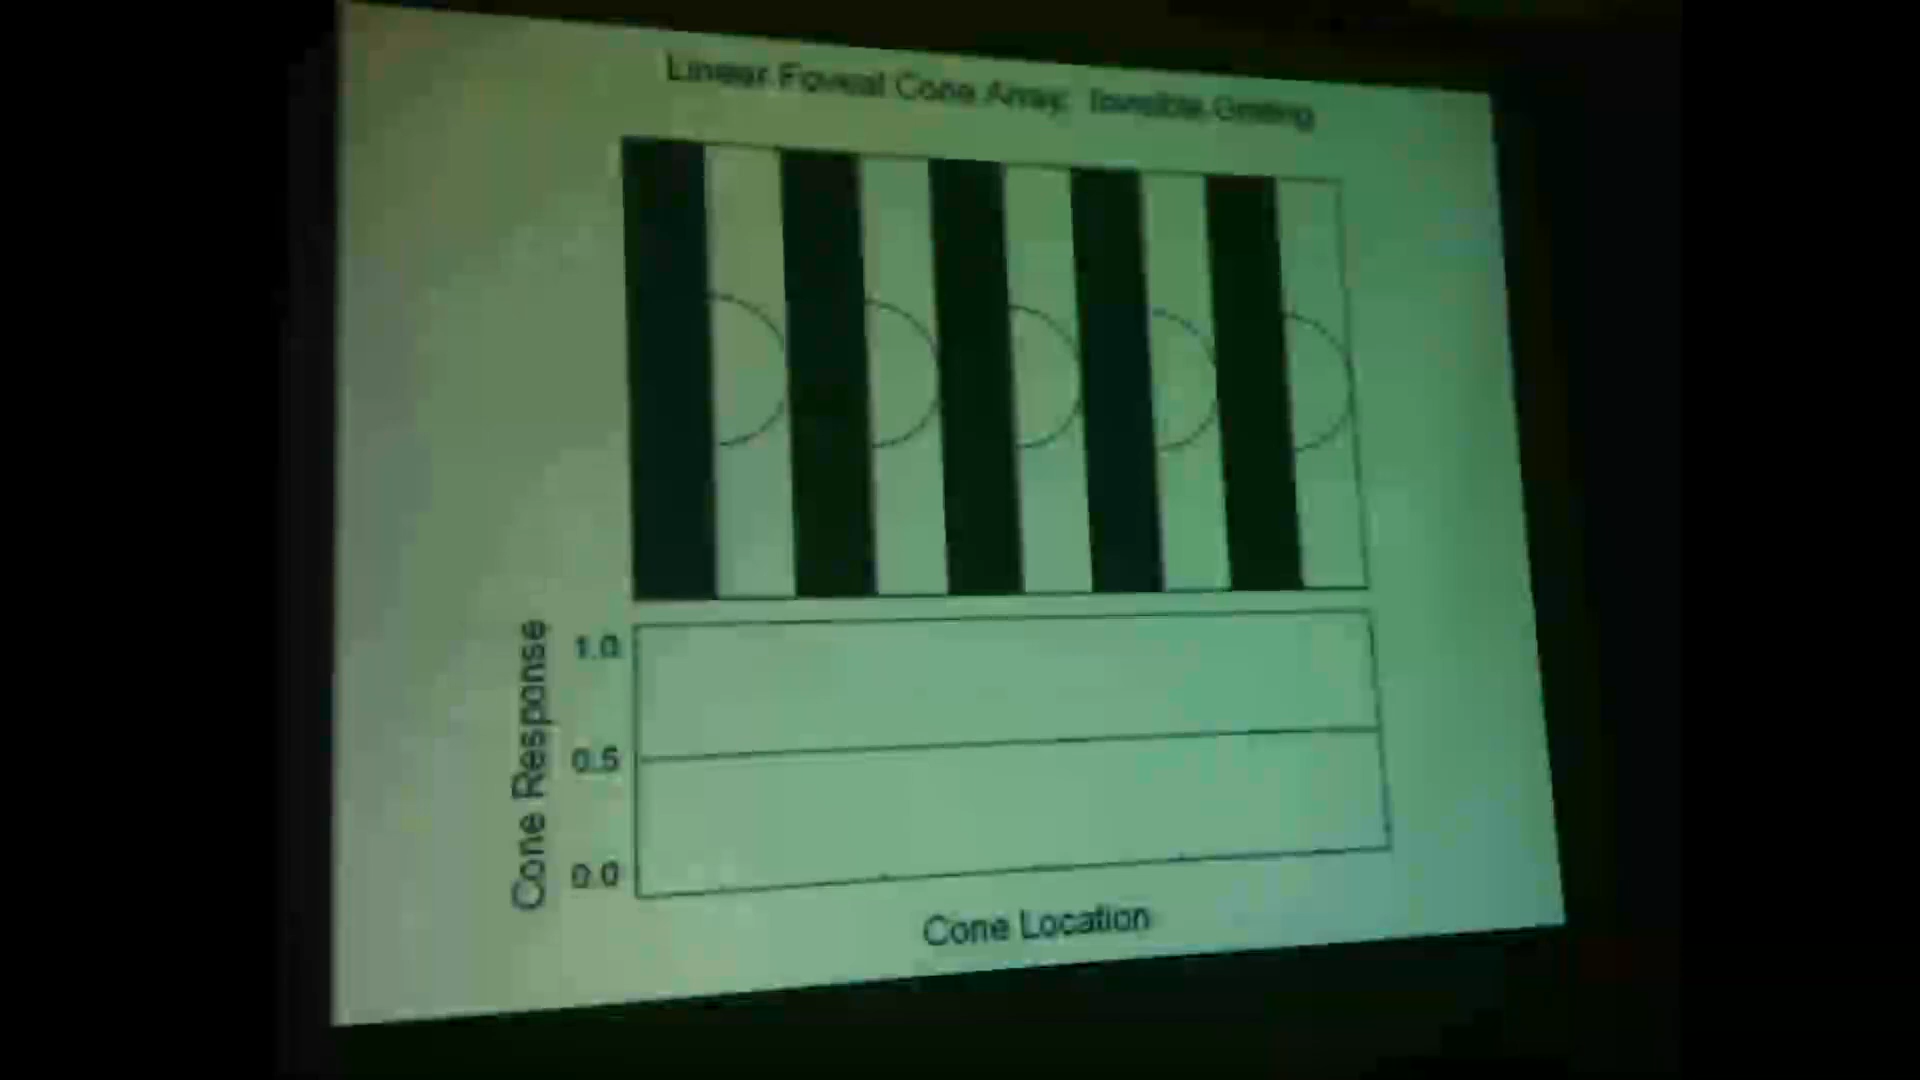 Linear Foveal Cone Array: Invisible Grating
1.0
0.5
0.0
Cone Response
Cone Location